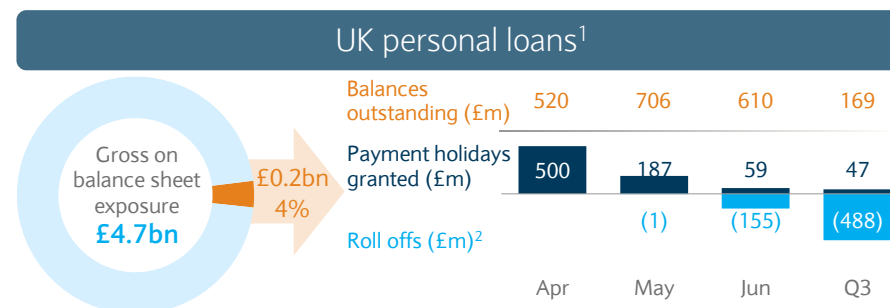 UK personal loans1
Gross on
balance sheet
exposure
£4.7bn
£0.2bn
4%
Balances
outstanding (£m) 520 706 610 169
Payment holidays
granted (£m) 500 187 59 47
Roll offs (£m)2 (1) (155) (488)
Apr May Jun Q3